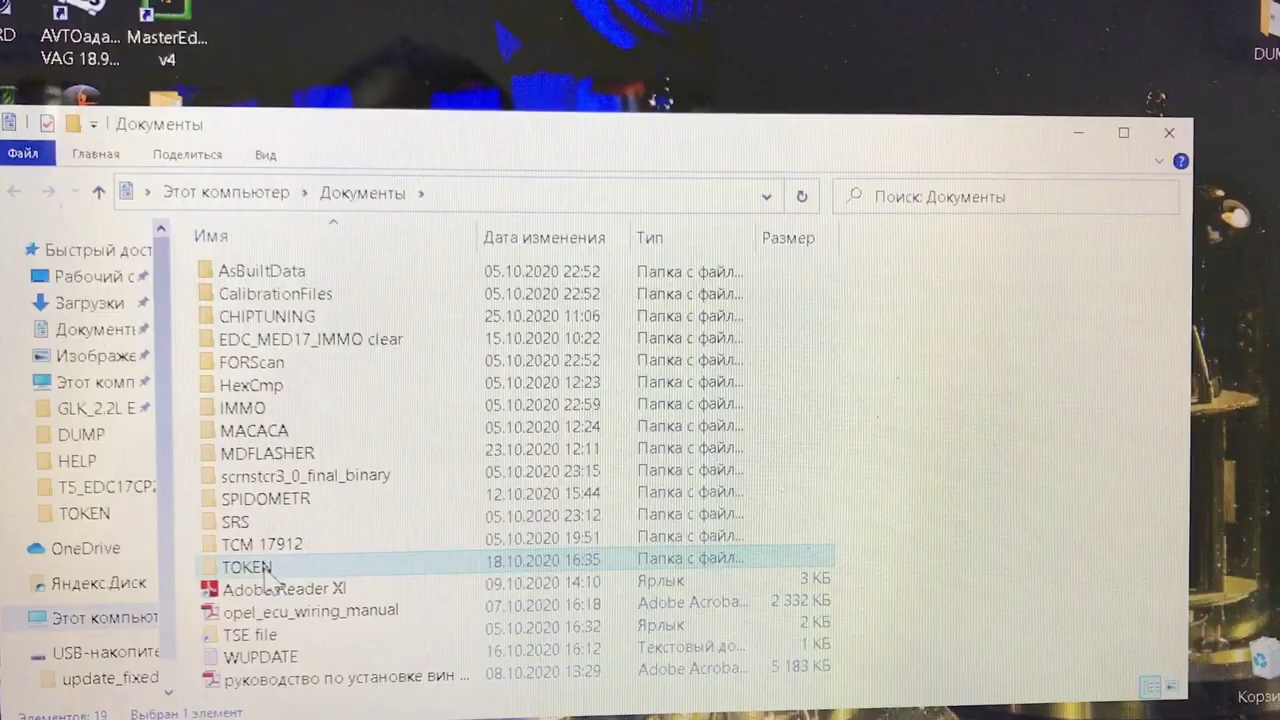 RD
AVTOада...
VAG 18.9...
MasterEd...
v4
DUM
Документы
Файл
Главная
Поделиться
Вид
Этот компьютер > Документы >
Поиск: Документы
Быстрый дост
Рабочий с
Загрузки
Документы
Изображе
Этот комп
GLK_2.2L E
DUMP
HELP
T5_EDC17CP2
TOKEN
OneDrive
Яндекс.Диск
Этот компьют
USB-накопите
update_fixed
Имя Дата изменения Тип Размер
AsBuiltData 05.10.2020 22:52 Папка с файл...
CalibrationFiles 05.10.2020 22:52 Папка с файл...
CHIPTUNING 25.10.2020 11:06 Папка с файл...
EDC_MED17_IMMO clear 15.10.2020 10:22 Папка с файл...
FORScan 05.10.2020 22:52 Папка с файл...
HexCmp 05.10.2020 12:23 Папка с файл...
IMMO 05.10.2020 22:59 Папка с файл...
MACACA 05.10.2020 12:24 Папка с файл...
MDFLASHER 23.10.2020 12:11 Папка с файл...
scrmstcr3_0_final_binary 05.10.2020 23:15 Папка с файл...
SPIDOMETR 12.10.2020 15:44 Папка с файл...
SRS 05.10.2020 23:12 Папка с файл...
TCM 17912 05.10.2020 19:51 Папка с файл...
TOKEN 18.10.2020 16:35 Папка с файл...
Adobe Reader XI 09.10.2020 14:10 Ярлык 3 КБ
opel_ecu_wiring_manual 07.10.2020 16:18 Adobe Acroba... 2 332 КБ
TSE file 05.10.2020 16:32 Ярлык 2 КБ
WUPDATE 16.10.2020 16:12 Текстовый до... 1 КБ
руководство по установке вин ... 08.10.2020 13:29 Adobe Acroba... 5 183 КБ
Элементов: 19 Выбран 1 элемент
Корзи